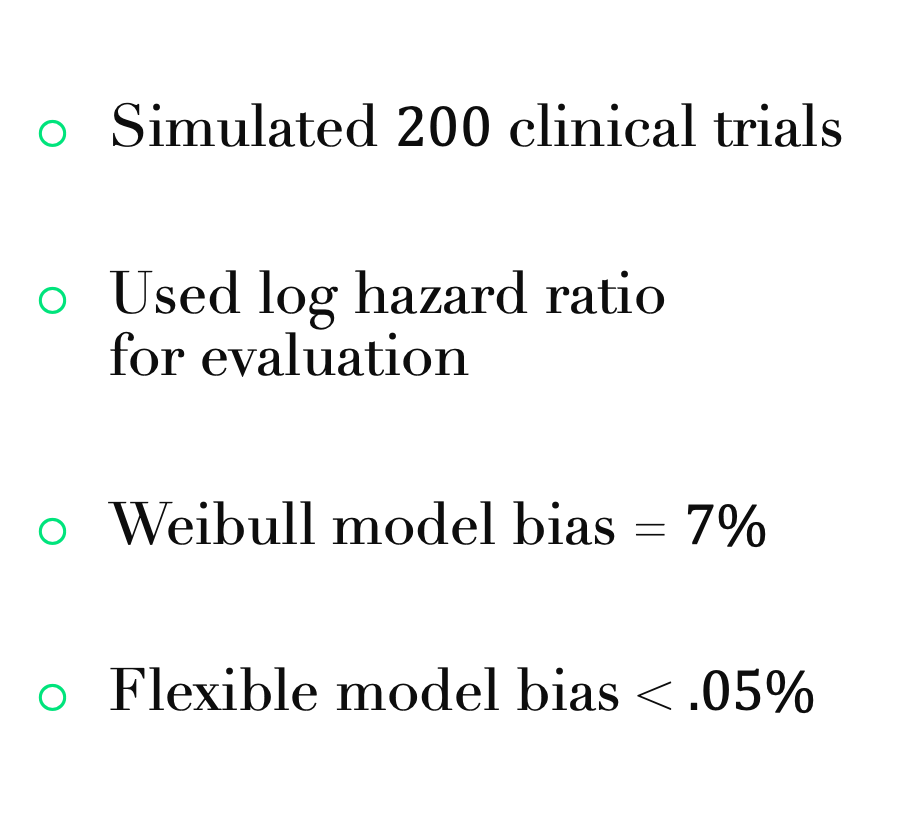 Simulated 200 clinical trials
Used log hazard ratio
for evaluation
Weibull model bias = 7%
Flexible model bias < .05%